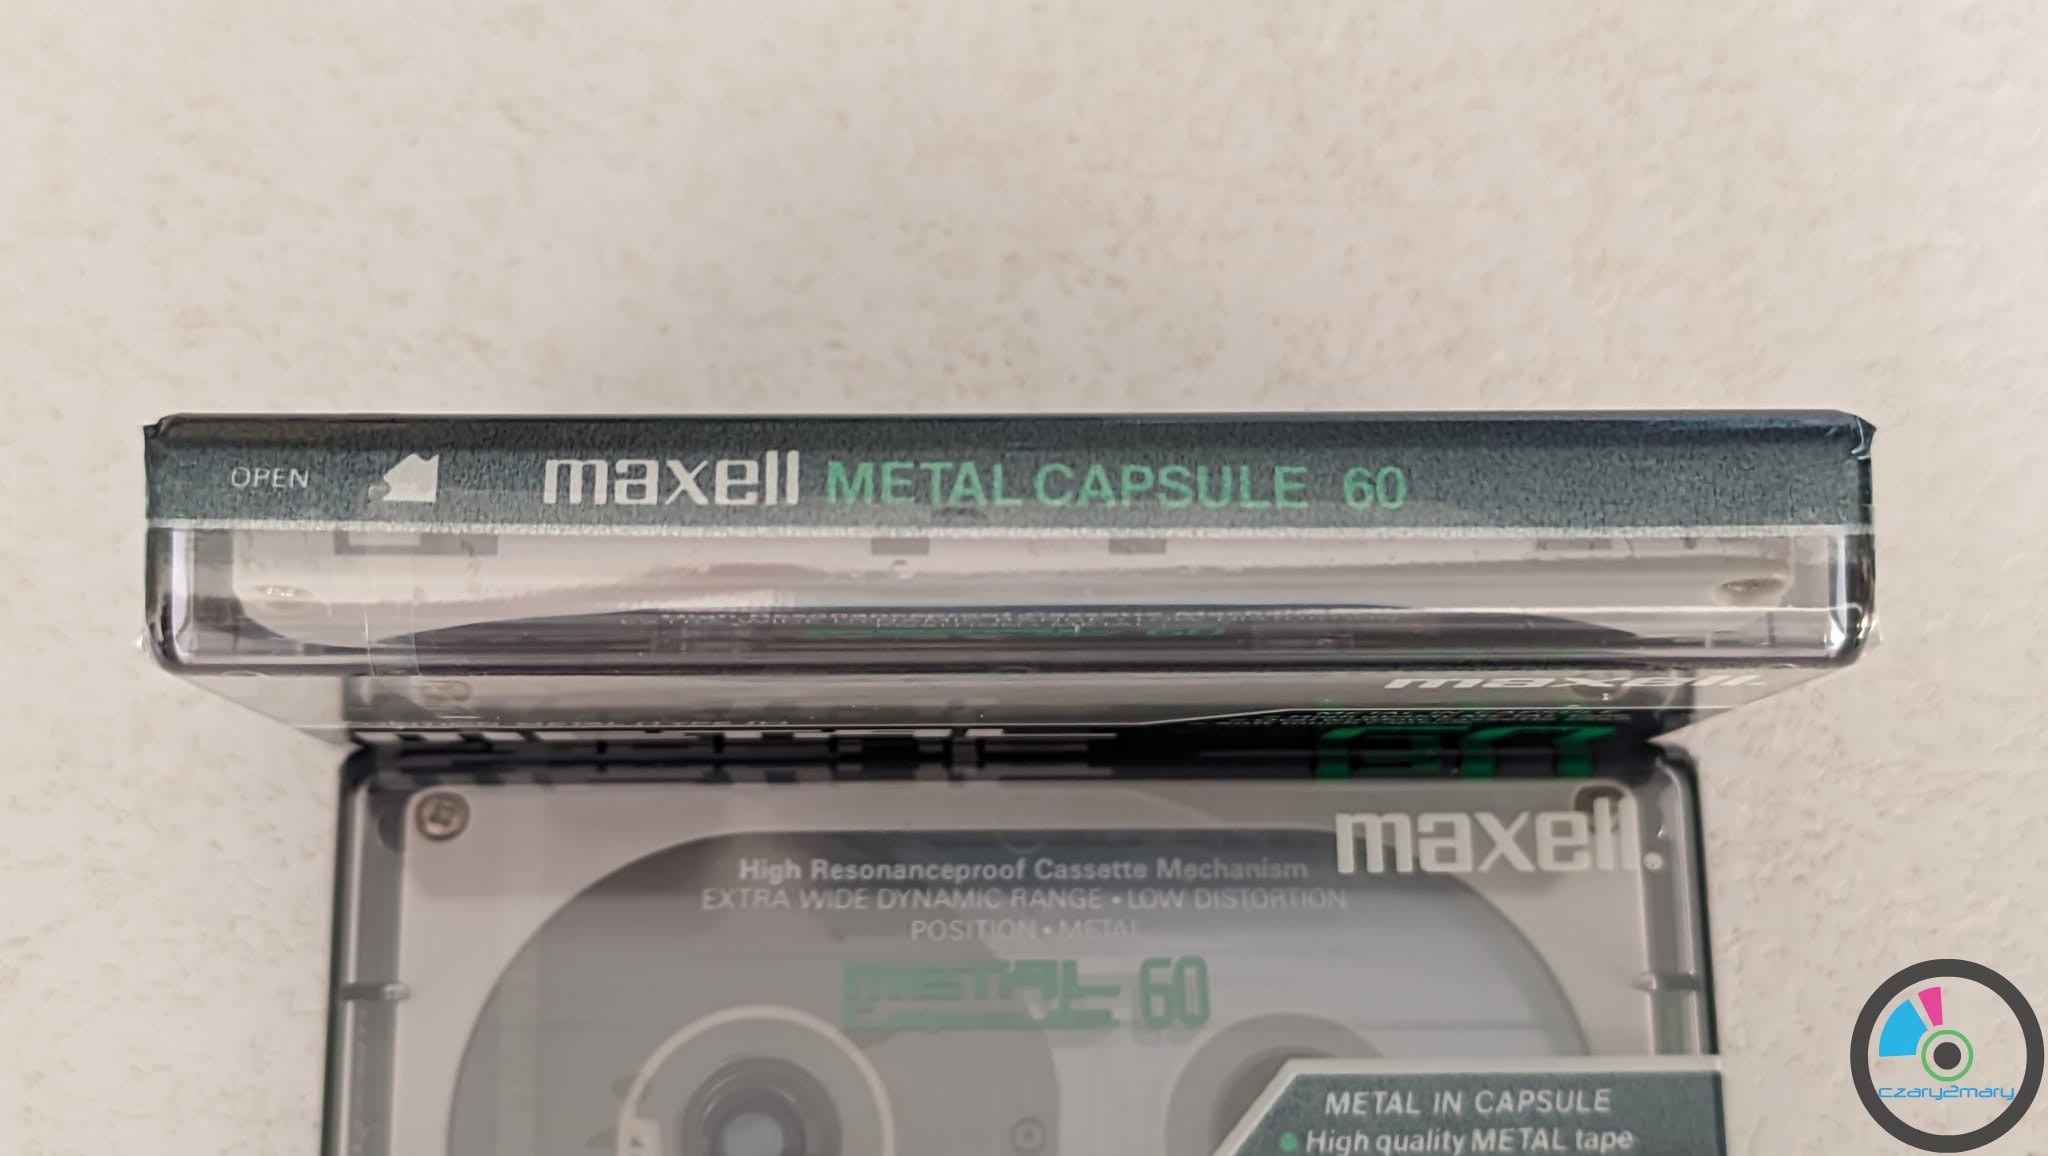 OPEN maxell METAL CAPSULE 60
maxell
maxell®
High Resonanceproof Cassette Mechanism
EXTRA WIDE DYNAMIC RANGE • LOW DISTORTION
POSITION • METAL
METAL 60
METAL IN CAPSULE
• High quality METAL tape
czary2mary